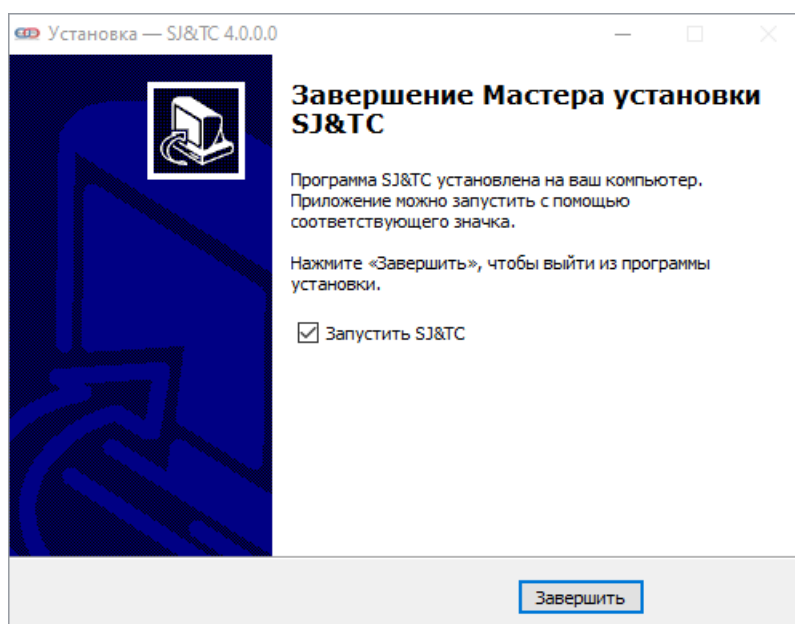 Установка — SJ&TC 4.0.0.0
Завершение Мастера установки
SJ&TC
Программа SJ&TC установлена на ваш компьютер.
Приложение можно запустить с помощью
соответствующего значка.
Нажмите «Завершить», чтобы выйти из программы
установки.
Запустить SJ&TC
Завершить